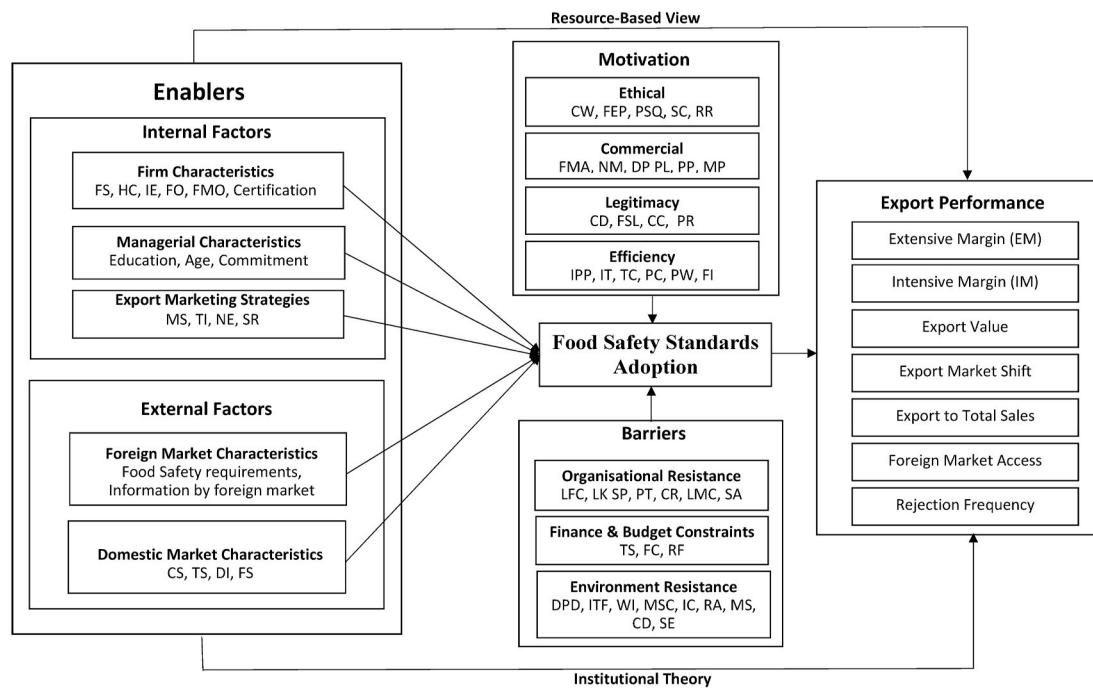 Resource-Based View
Enablers
Internal Factors
Firm Characteristics
FS, HC, IE, FO, FMO, Certification
Managerial Characteristics
Education, Age, Commitment
Export Marketing Strategies
MS, TI, NE, SR
External Factors
Foreign Market Characteristics
Food Safety requirements,
Information by foreign market
Domestic Market Characteristics
CS, TS, DI, FS
Motivation
Ethical
CW, FEP, PSQ, SC, RR
Commercial
FMA, NM, DP PL, PP, MP
Legitimacy
CD, FSL, CC, PR
Efficiency
IPP, IT, TC, PC, PW, FI
Food Safety Standards
Adoption
Barriers
Organisational Resistance
LFC, LK SP, PT, CR, LMC, SA
Finance & Budget Constraints
TS, FC, RF
Environment Resistance
DPD, ITF, WI, MSC, IC, RA, MS,
CD, SE
Export Performance
Extensive Margin (EM)
Intensive Margin (IM)
Export Value
Export Market Shift
Export to Total Sales
Foreign Market Access
Rejection Frequency
Institutional Theory